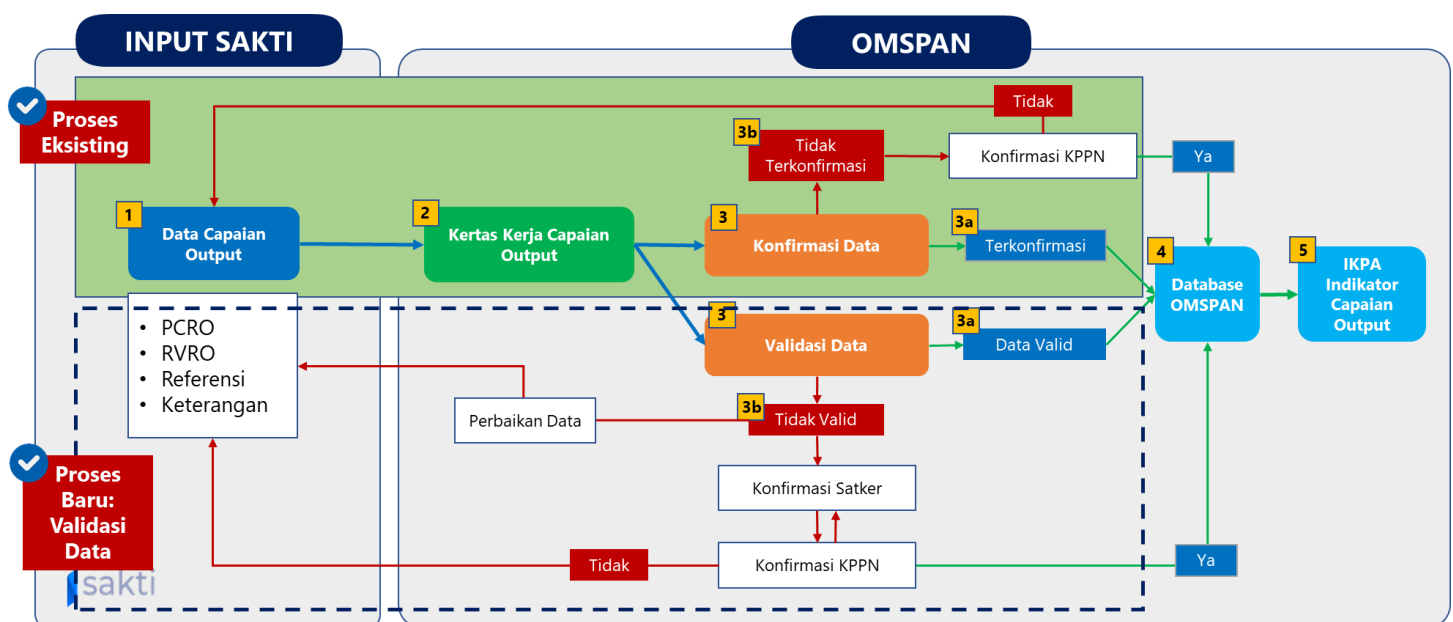 INPUT SAKTI
OMSPAN
Proses
Eksisting
Tidak
3b
Tidak
Terkonfirmasi
Konfirmasi KPPN
Ya
1
Data Capaian
Output
2
Kertas Kerja Capaian
Output
3
Konfirmasi Data
3a
Terkonfirmasi
4
Database
OMSPAN
5
IKPA
Indikator
Capaian
Output
• PCRO
• RVRO
• Referensi
• Keterangan
3
Validasi Data
3a
Data Valid
Perbaikan Data
3b
Tidak Valid
Proses
Baru:
Validasi
Data
Konfirmasi Satker
Tidak
Konfirmasi KPPN
Ya
sakti